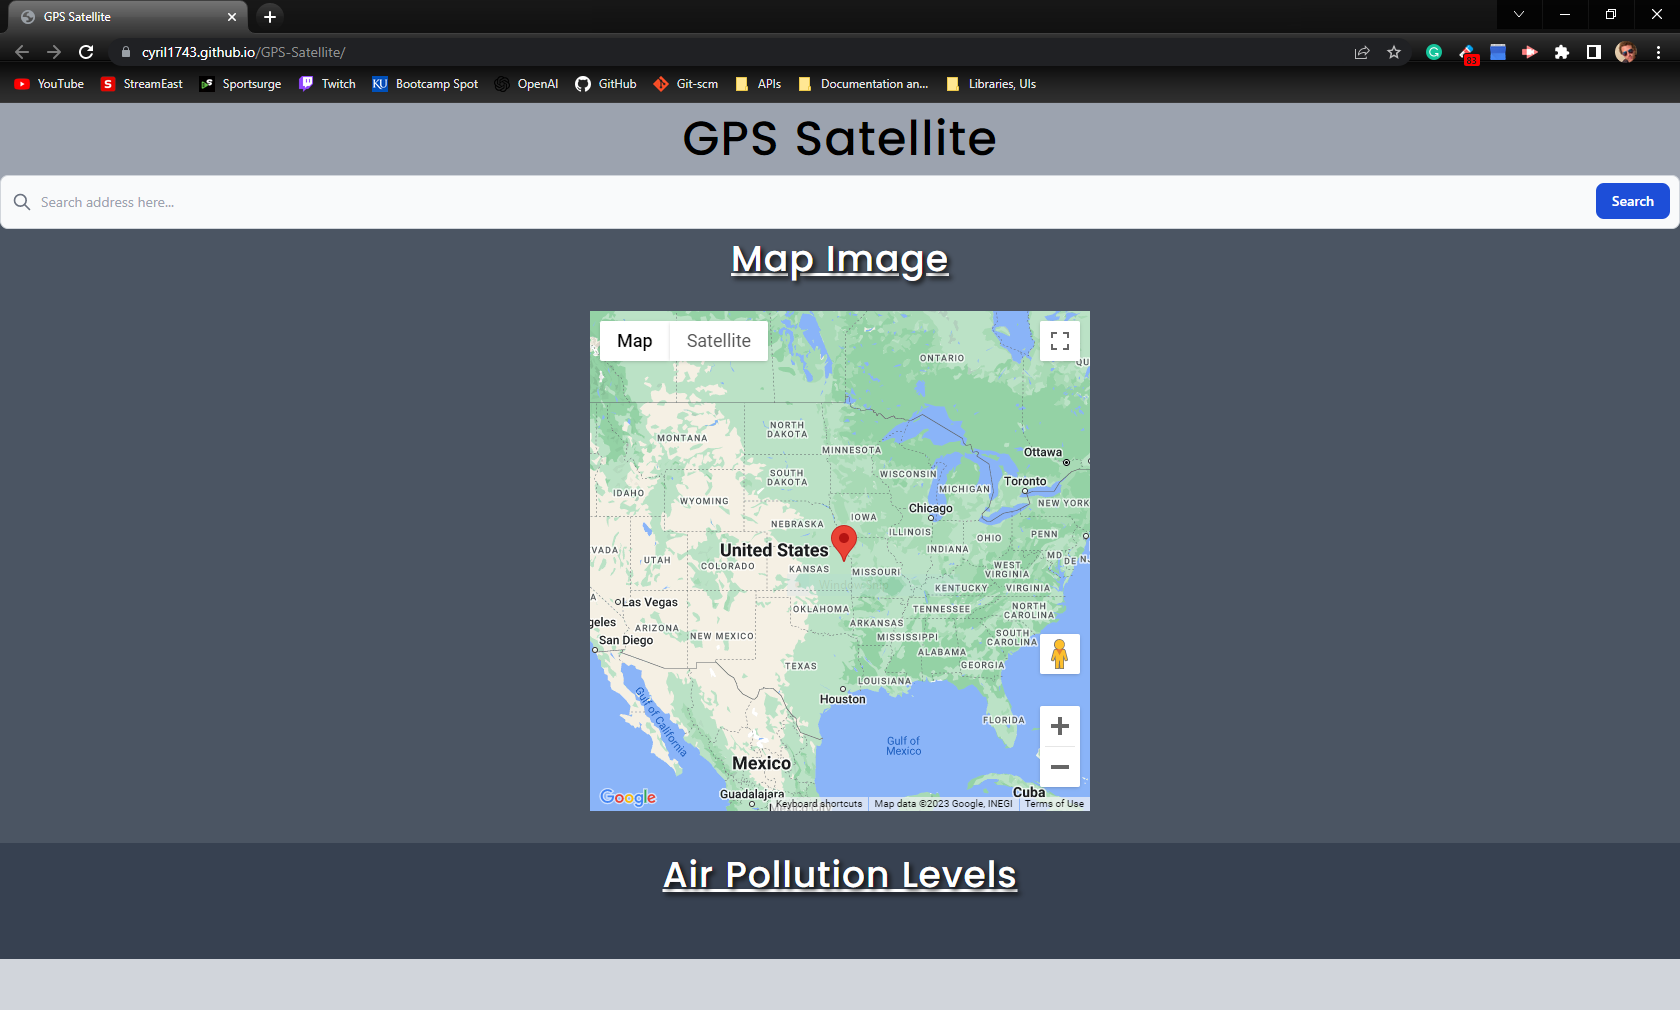 GPS Satellite
cyril1743.github.io/GPS-Satellite/
83
YouTube
StreamEast
Sportsurge
Twitch
KU Bootcamp Spot
OpenAI
GitHub
Git-scm
APIs
Documentation an...
Libraries, UIs
GPS Satellite
Search address here...
Search
Map Image
Map
Satellite
ONTARIO
QU
MONTANA
NORTH
DAKOTA
MINNESOTA
Ottawa
SOUTH
DAKOTA
WISCONSIN
MICHIGAN
Toronto
IDAHO
WYOMING
NEW YORK
Chicago
IOWA
NEBRASKA
ILLINOIS
OHIO
PENN
VADA
United States
INDIANA
MD
DE
N
UTAH
COLORADO
KANSAS
MISSOURI
WEST
VIRGINIA
KENTUCKY
VIRGINIA
Las Vegas
OKLAHOMA
TENNESSEE
NORTH
CAROLINA
geles
ARIZONA
NEW MEXICO
ARKANSAS
MISSISSIPPI
SOUTH
CAROLINA
San Diego
ALABAMA
TEXAS
GEORGIA
LOUISIANA
Houston
Gulf of California
FLORIDA
Gulf of
Mexico
Mexico
Guadalajara
Cuba
Google
Keyboard shortcuts
Map data ©2023 Google, INEGI
Terms of Use
Air Pollution Levels